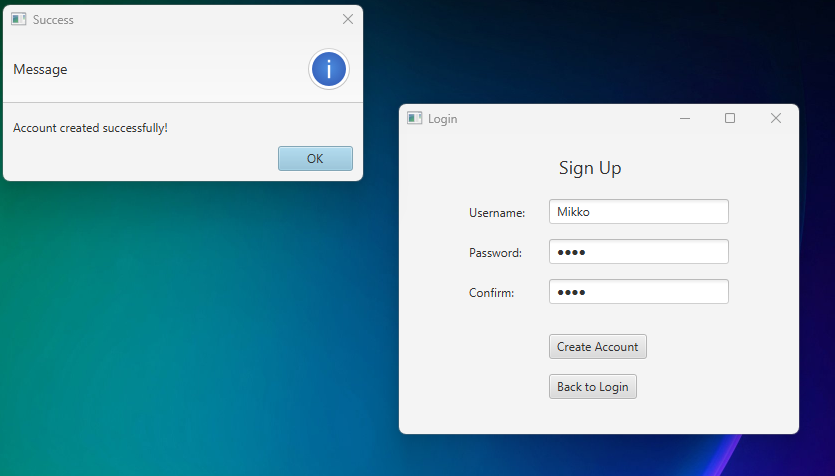 Success
Message
Account created successfully!
OK
Login
Sign Up
Username: Mikko
Password: ••••
Confirm: ••••
Create Account
Back to Login